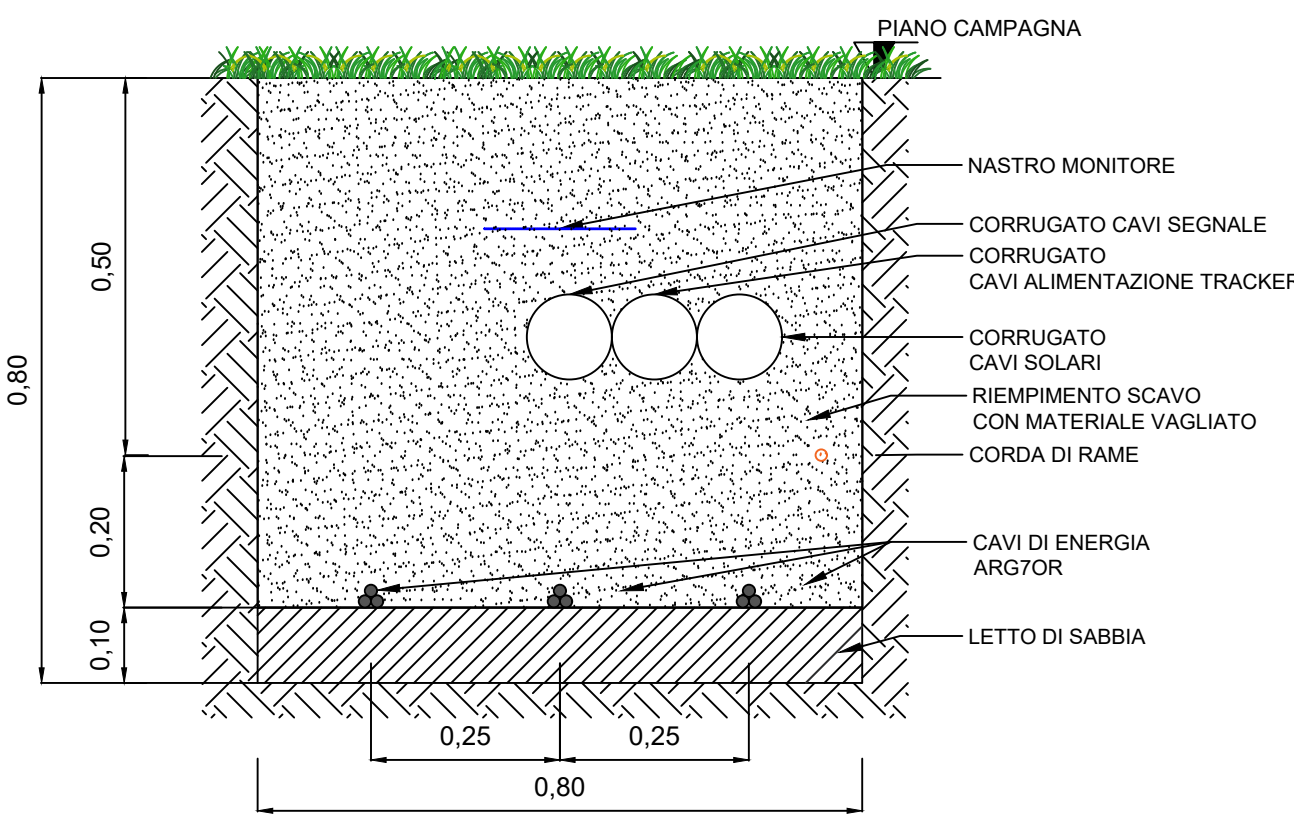 PIANO CAMPAGNA
NASTRO MONITORE
CORRUGATO CAVI SEGNALE
CORRUGATO
CAVI ALIMENTAZIONE TRACKER
CORRUGATO
CAVI SOLARI
RIEMPIMENTO SCAVO
CON MATERIALE VAGLIATO
CORDA DI RAME
CAVI DI ENERGIA
ARG7OR
LETTO DI SABBIA
0,80
0,50
0,20
0,10
0,25
0,25
0,80